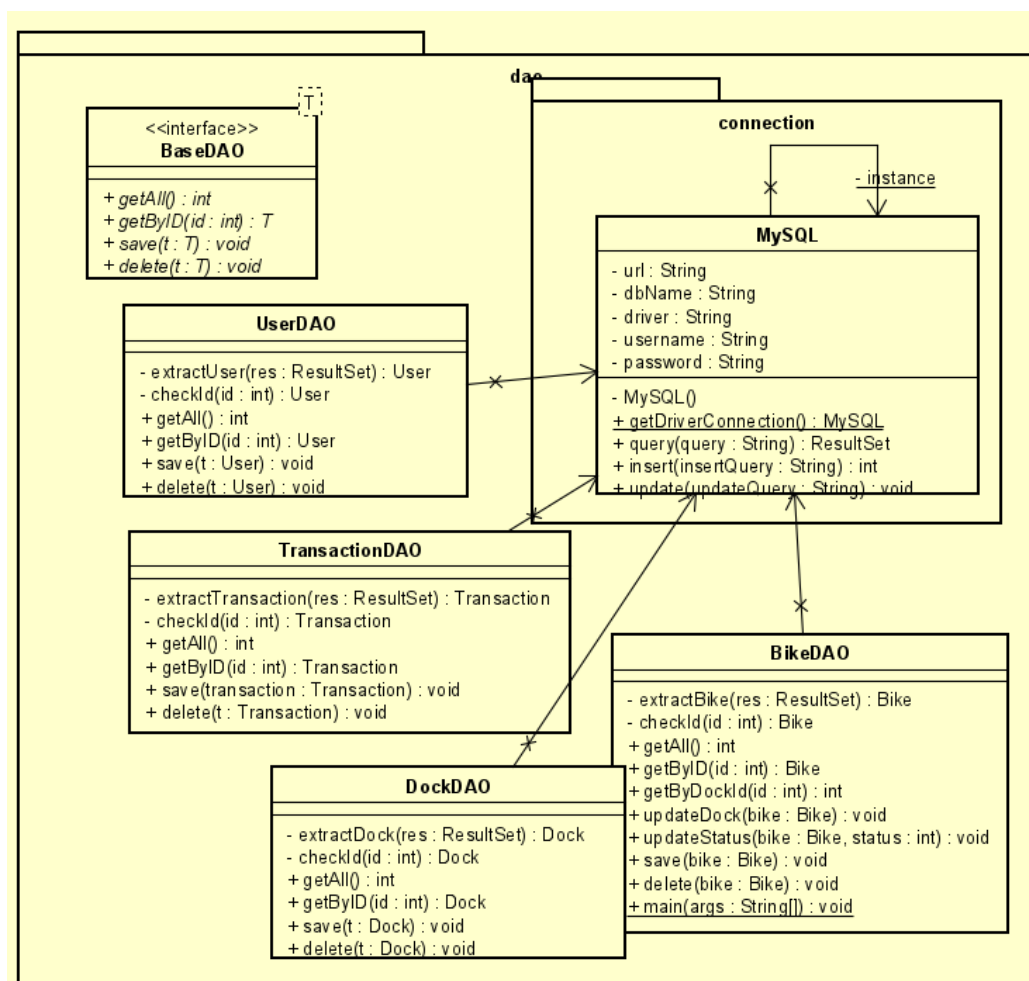 dao
T
<<interface>>
BaseDAO
+ getAll() : int
+ getByID(id : int) : T
+ save(t : T) : void
+ delete(t : T) : void
connection
- instance
MySQL
- url : String
- dbName : String
- driver : String
- username : String
- password : String
- MySQL()
+ getDriverConnection() : MySQL
+ query(query : String) : ResultSet
+ insert(insertQuery : String) : int
+ update(updateQuery : String) : void
UserDAO
- extractUser(res : ResultSet) : User
- checkId(id : int) : User
+ getAll() : int
+ getByID(id : int) : User
+ save(t : User) : void
+ delete(t : User) : void
TransactionDAO
- extractTransaction(res : ResultSet) : Transaction
- checkId(id : int) : Transaction
+ getAll() : int
+ getByID(id : int) : Transaction
+ save(transaction : Transaction) : void
+ delete(t : Transaction) : void
BikeDAO
- extractBike(res : ResultSet) : Bike
- checkId(id : int) : Bike
+ getAll() : int
+ getByID(id : int) : Bike
+ getByDockId(id : int) : int
+ updateDock(bike : Bike) : void
+ updateStatus(bike : Bike, status : int) : void
+ save(bike : Bike) : void
+ delete(bike : Bike) : void
+ main(args : String[]) : void
DockDAO
- extractDock(res : ResultSet) : Dock
- checkId(id : int) : Dock
+ getAll() : int
+ getByID(id : int) : Dock
+ save(t : Dock) : void
+ delete(t : Dock) : void